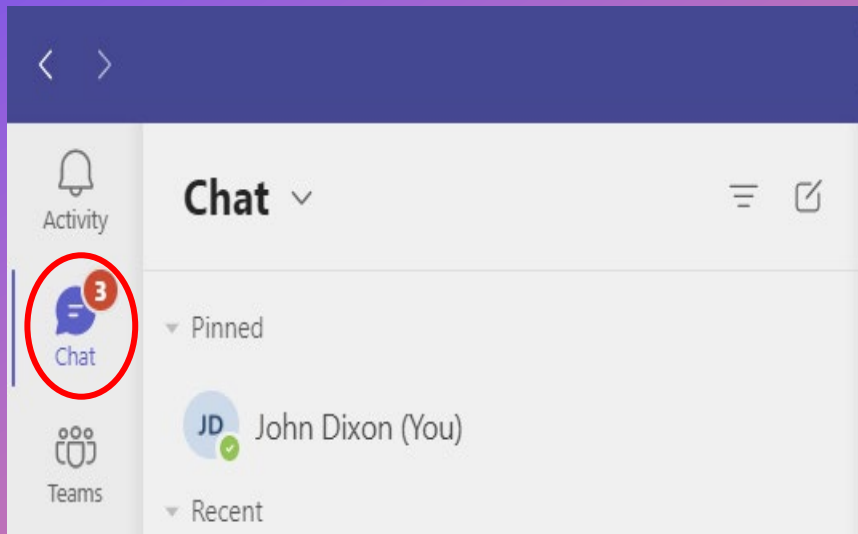 Activity
Chat
3
Chat
Pinned
JD
John Dixon (You)
Teams
Recent